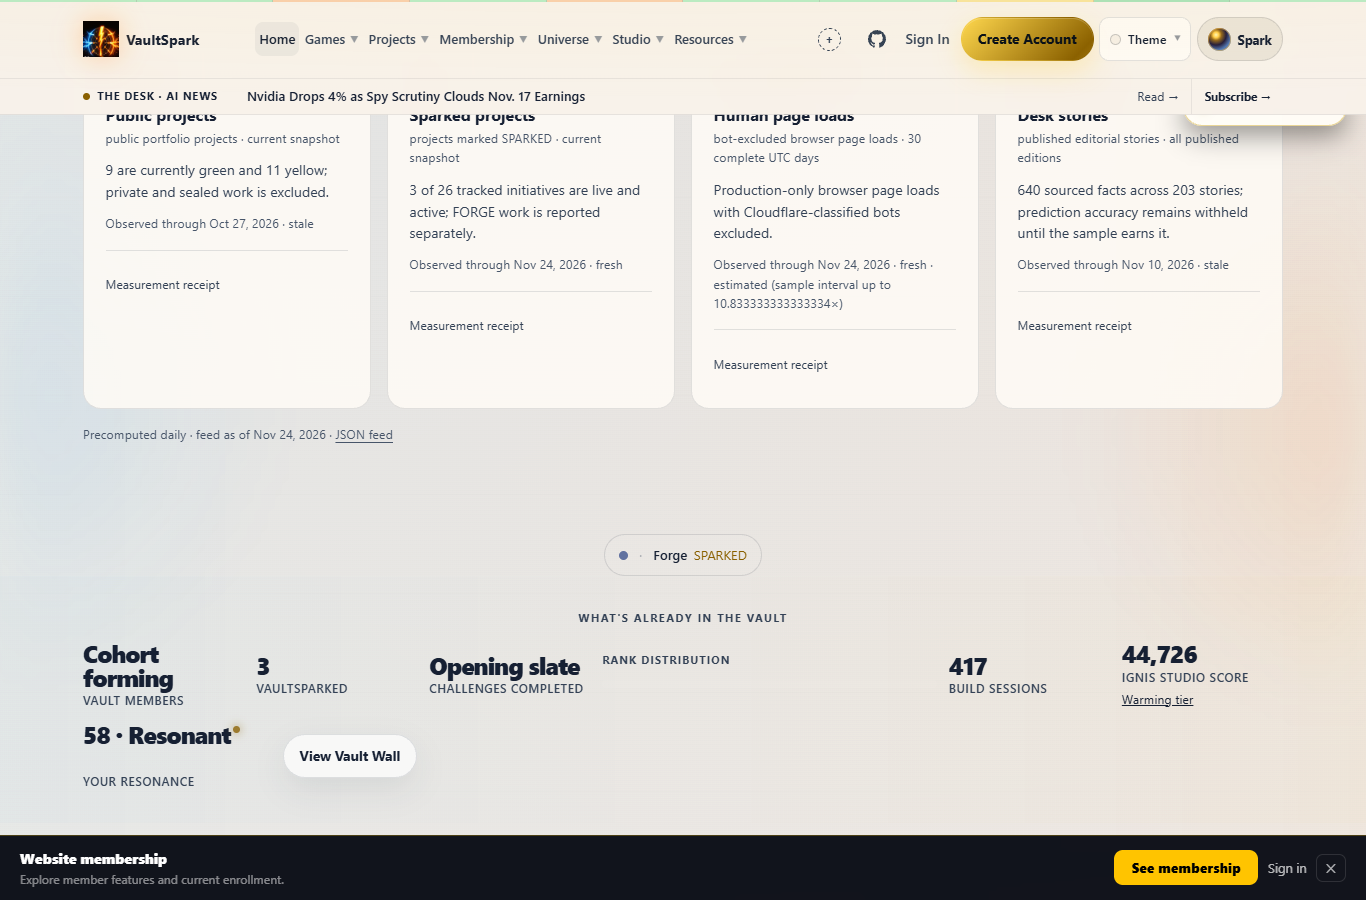 VaultSpark
Home
Games
Projects
Membership
Universe
Studio
Resources
+
Sign In
Create Account
Theme
Spark
THE DESK · AI NEWS
Nvidia Drops 4% as Spy Scrutiny Clouds Nov. 17 Earnings
Read →
Subscribe →
Public projects
public portfolio projects · current snapshot
9 are currently green and 11 yellow;
private and sealed work is excluded.
Observed through Oct 27, 2026 · stale
Measurement receipt
Sparked projects
projects marked SPARKED · current
snapshot
3 of 26 tracked initiatives are live and
active; FORGE work is reported
separately.
Observed through Nov 24, 2026 · fresh
Measurement receipt
Human page loads
bot-excluded browser page loads · 30
complete UTC days
Production-only browser page loads
with Cloudflare-classified bots
excluded.
Observed through Nov 24, 2026 · fresh ·
estimated (sample interval up to
10.833333333333334×)
Measurement receipt
Desk stories
published editorial stories · all published
editions
640 sourced facts across 203 stories;
prediction accuracy remains withheld
until the sample earns it.
Observed through Nov 10, 2026 · stale
Measurement receipt
Precomputed daily · feed as of Nov 24, 2026 · JSON feed
· Forge SPARKED
WHAT'S ALREADY IN THE VAULT
Cohort
forming
VAULT MEMBERS
3
VAULTSPARKED
Opening slate
CHALLENGES COMPLETED
RANK DISTRIBUTION
417
BUILD SESSIONS
44,726
IGNIS STUDIO SCORE
Warming tier
58 · Resonant
YOUR RESONANCE
View Vault Wall
Website membership
Explore member features and current enrollment.
See membership
Sign in
×